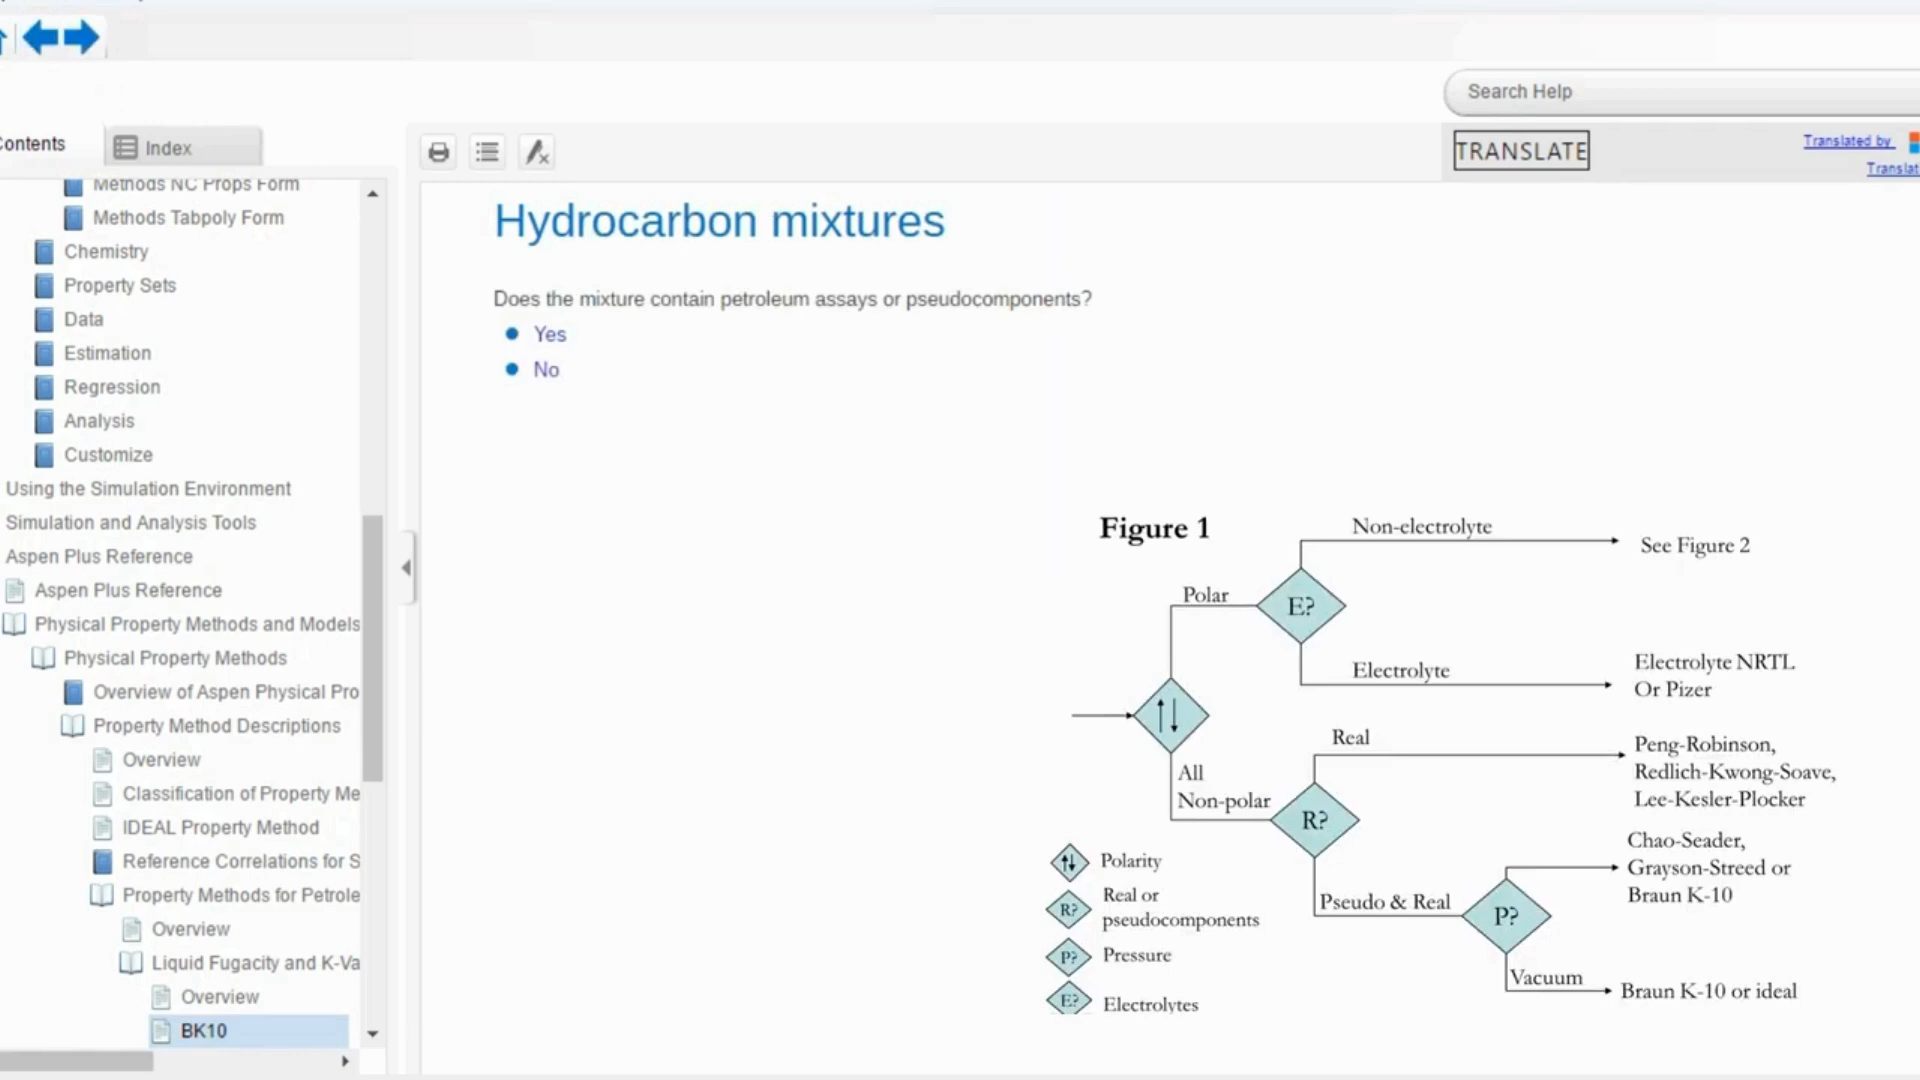 Search Help
Contents
Index
TRANSLATE
Translated by
Methods NC Props Form
Methods Tabpoly Form
Chemistry
Property Sets
Data
Estimation
Regression
Analysis
Customize
Using the Simulation Environment
Simulation and Analysis Tools
Aspen Plus Reference
Aspen Plus Reference
Physical Property Methods and Models
Physical Property Methods
Overview of Aspen Physical Pro
Property Method Descriptions
Overview
Classification of Property Me
IDEAL Property Method
Reference Correlations for S
Property Methods for Petrole
Overview
Liquid Fugacity and K-Va
Overview
BK10
Hydrocarbon mixtures
Does the mixture contain petroleum assays or pseudocomponents?
Yes
No
Figure 1
Non-electrolyte
See Figure 2
Polar
E?
Electrolyte
Electrolyte NRTL
Or Pizer
Real
Peng-Robinson,
Redlich-Kwong-Soave,
Lee-Kesler-Plocker
All
Non-polar
R?
Chao-Seader,
Grayson-Streed or
Braun K-10
Pseudo & Real
P?
Vacuum
Braun K-10 or ideal
Polarity
R? Real or
pseudocomponents
P? Pressure
E? Electrolytes